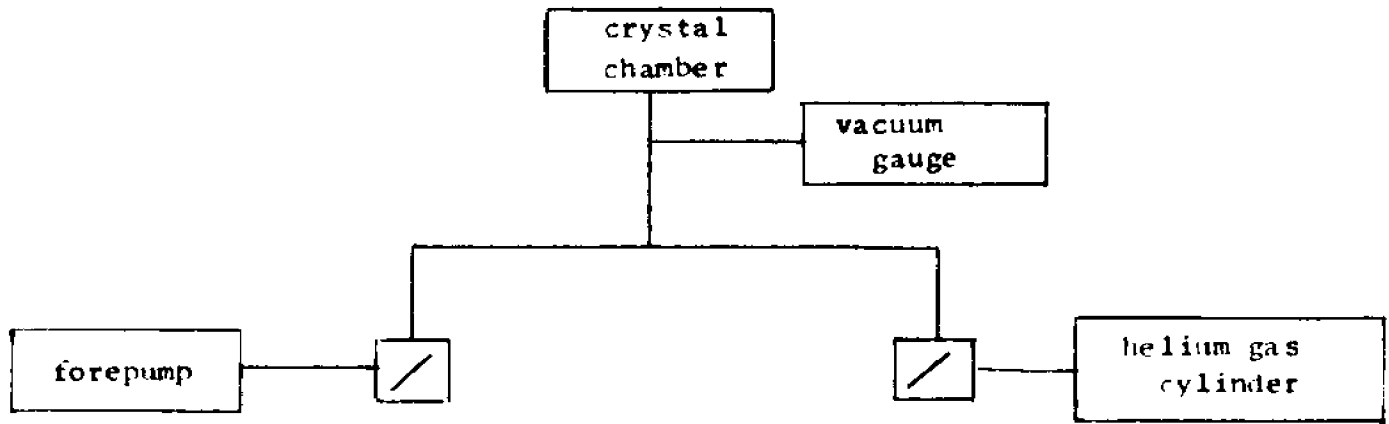 crystal
chamber
vacuum
gauge
forepump
helium gas
cylinder